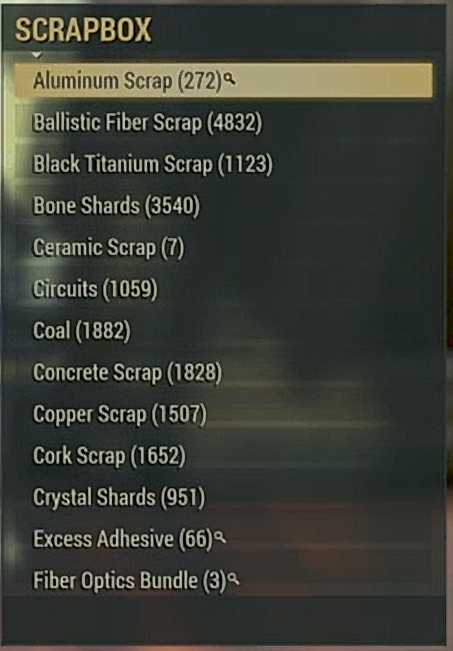 SCRAPBOX
Aluminum Scrap (272)
Ballistic Fiber Scrap (4832)
Black Titanium Scrap (1123)
Bone Shards (3540)
Ceramic Scrap (7)
Circuits (1059)
Coal (1882)
Concrete Scrap (1828)
Copper Scrap (1507)
Cork Scrap (1652)
Crystal Shards (951)
Excess Adhesive (66)
Fiber Optics Bundle (3)